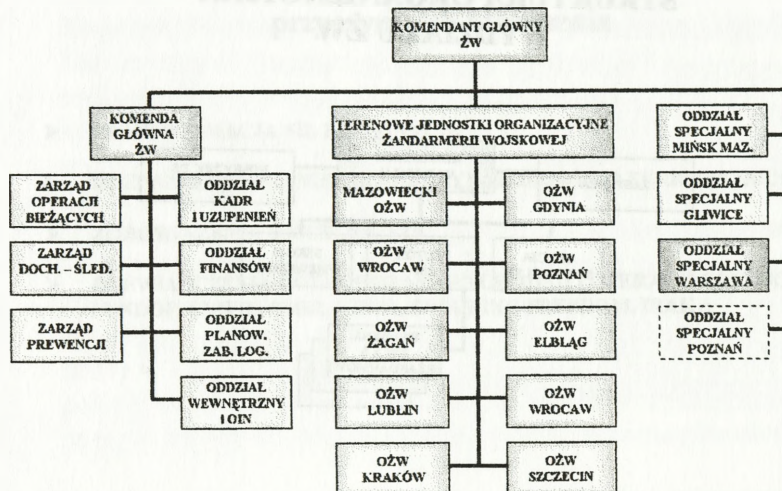 KOMENDANT GŁÓWNY
ŻW
KOMENDA
GŁÓWNA
ŻW
TERENOWE JEDNOSTKI ORGANIZACYJNE
ŻANDARMERII WOJSKOWEJ
ODDZIAŁ
SPECJALNY
MIŃSK MAZ.
ZARZĄD
OPERACJI
BIEŻĄCYCH
ODDZIAŁ
KADR
I UZUPEŁNIEŃ
MAZOWIECKI
OŻW
OŻW
GDYNIA
ODDZIAŁ
SPECJALNY
GLIWICE
ZARZĄD
DOCH. – ŚLED.
ODDZIAŁ
FINANSÓW
OŻW
WROCAW
OŻW
POZNAŃ
ODDZIAŁ
SPECJALNY
WARSZAWA
ZARZĄD
PREWENCJI
ODDZIAŁ
PLANOW.
ZAB. LOG.
OŻW
ŻAGAŃ
OŻW
ELBLĄG
ODDZIAŁ
SPECJALNY
POZNAŃ
ODDZIAŁ
WEWNĘTRZNY
I OIN
OŻW
LUBLIN
OŻW
WROCAW
OŻW
KRAKÓW
OŻW
SZCZECIN